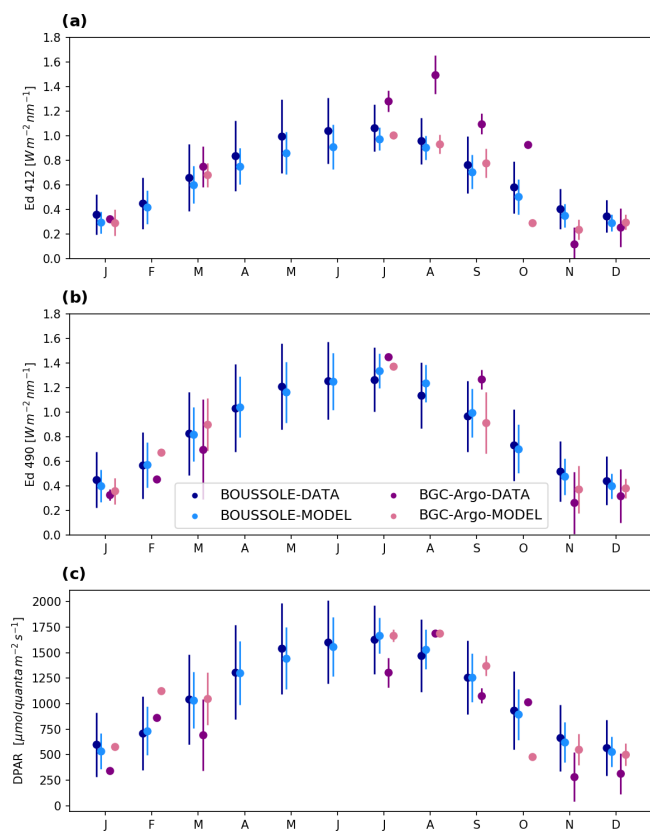 (a)
1.8
1.6
1.4
1.2
1.0
0.8
0.6
0.4
0.2
0.0
Ed 412 [W m⁻² nm⁻¹]
J F M A M J J A S O N D
(b)
1.8
1.6
1.4
1.2
1.0
0.8
0.6
0.4
0.2
0.0
Ed 490 [W m⁻² nm⁻¹]
BOUSSOLE-DATA
BOUSSOLE-MODEL
BGC-Argo-DATA
BGC-Argo-MODEL
J F M A M J J A S O N D
(c)
2000
1750
1500
1250
1000
750
500
250
0
DPAR [μmol quanta m⁻² s⁻¹]
J F M A M J J A S O N D